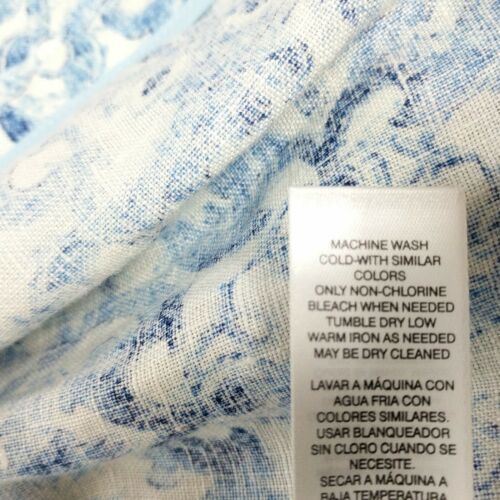 MACHINE WASH
COLD-WITH SIMILAR
COLORS
ONLY NON-CHLORINE
BLEACH WHEN NEEDED
TUMBLE DRY LOW
WARM IRON AS NEEDED
MAY BE DRY CLEANED
LAVAR A MÁQUINA CON
AGUA FRIA CON
COLORES SIMILARES.
USAR BLANQUEADOR
SIN CLORO CUANDO SE
NECESITE.
SECAR A MÁQUINA A
BAJA TEMPERATURA